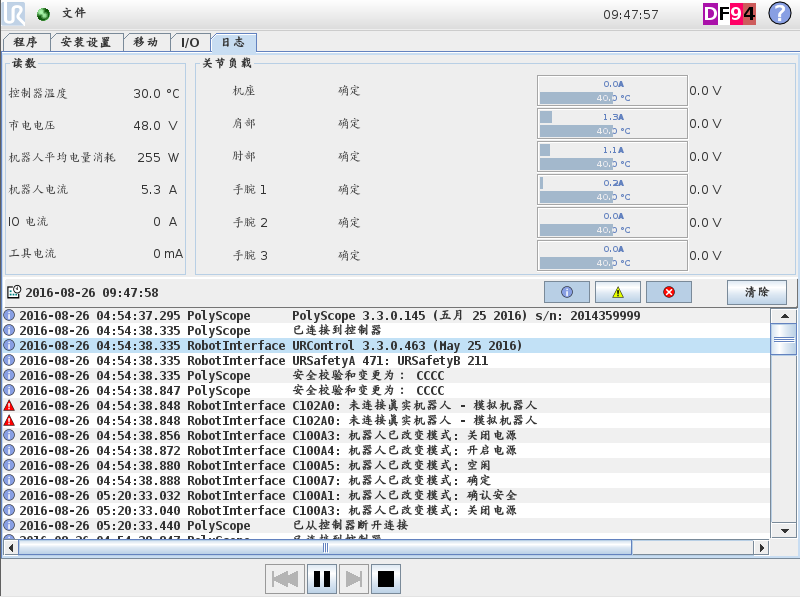 UR 文件 09:47:57 DF94 ?
程序 安装设置 移动 I/O 日志
读数
控制器温度 30.0 °C
市电电压 48.0 V
机器人平均电量消耗 255 W
机器人电流 5.3 A
IO 电流 0 A
工具电流 0 mA
关节负载
机座 确定 0.0A 40.0 °C 0.0 V
肩部 确定 1.3A 40.0 °C 0.0 V
肘部 确定 1.1A 40.0 °C 0.0 V
手腕 1 确定 0.2A 40.0 °C 0.0 V
手腕 2 确定 0.0A 40.0 °C 0.0 V
手腕 3 确定 0.0A 40.0 °C 0.0 V
2016-08-26 09:47:58 清除
2016-08-26 04:54:37.295 PolyScope PolyScope 3.3.0.145 (五月 25 2016) s/n: 2014359999
2016-08-26 04:54:38.335 PolyScope 已连接到控制器
2016-08-26 04:54:38.335 RobotInterface URControl 3.3.0.463 (May 25 2016)
2016-08-26 04:54:38.335 RobotInterface URSafetyA 471: URSafetyB 211
2016-08-26 04:54:38.335 PolyScope 安全校验和变更为： CCCC
2016-08-26 04:54:38.847 PolyScope 安全校验和变更为： CCCC
2016-08-26 04:54:38.848 RobotInterface C102A0: 未连接真实机器人 - 模拟机器人
2016-08-26 04:54:38.848 RobotInterface C102A0: 未连接真实机器人 - 模拟机器人
2016-08-26 04:54:38.856 RobotInterface C100A3: 机器人已改变模式: 关闭电源
2016-08-26 04:54:38.872 RobotInterface C100A4: 机器人已改变模式: 开启电源
2016-08-26 04:54:38.880 RobotInterface C100A5: 机器人已改变模式: 空闲
2016-08-26 04:54:38.888 RobotInterface C100A7: 机器人已改变模式: 确定
2016-08-26 05:20:33.032 RobotInterface C100A1: 机器人已改变模式: 确认安全
2016-08-26 05:20:33.040 RobotInterface C100A3: 机器人已改变模式: 关闭电源
2016-08-26 05:20:33.440 PolyScope 已从控制器断开连接